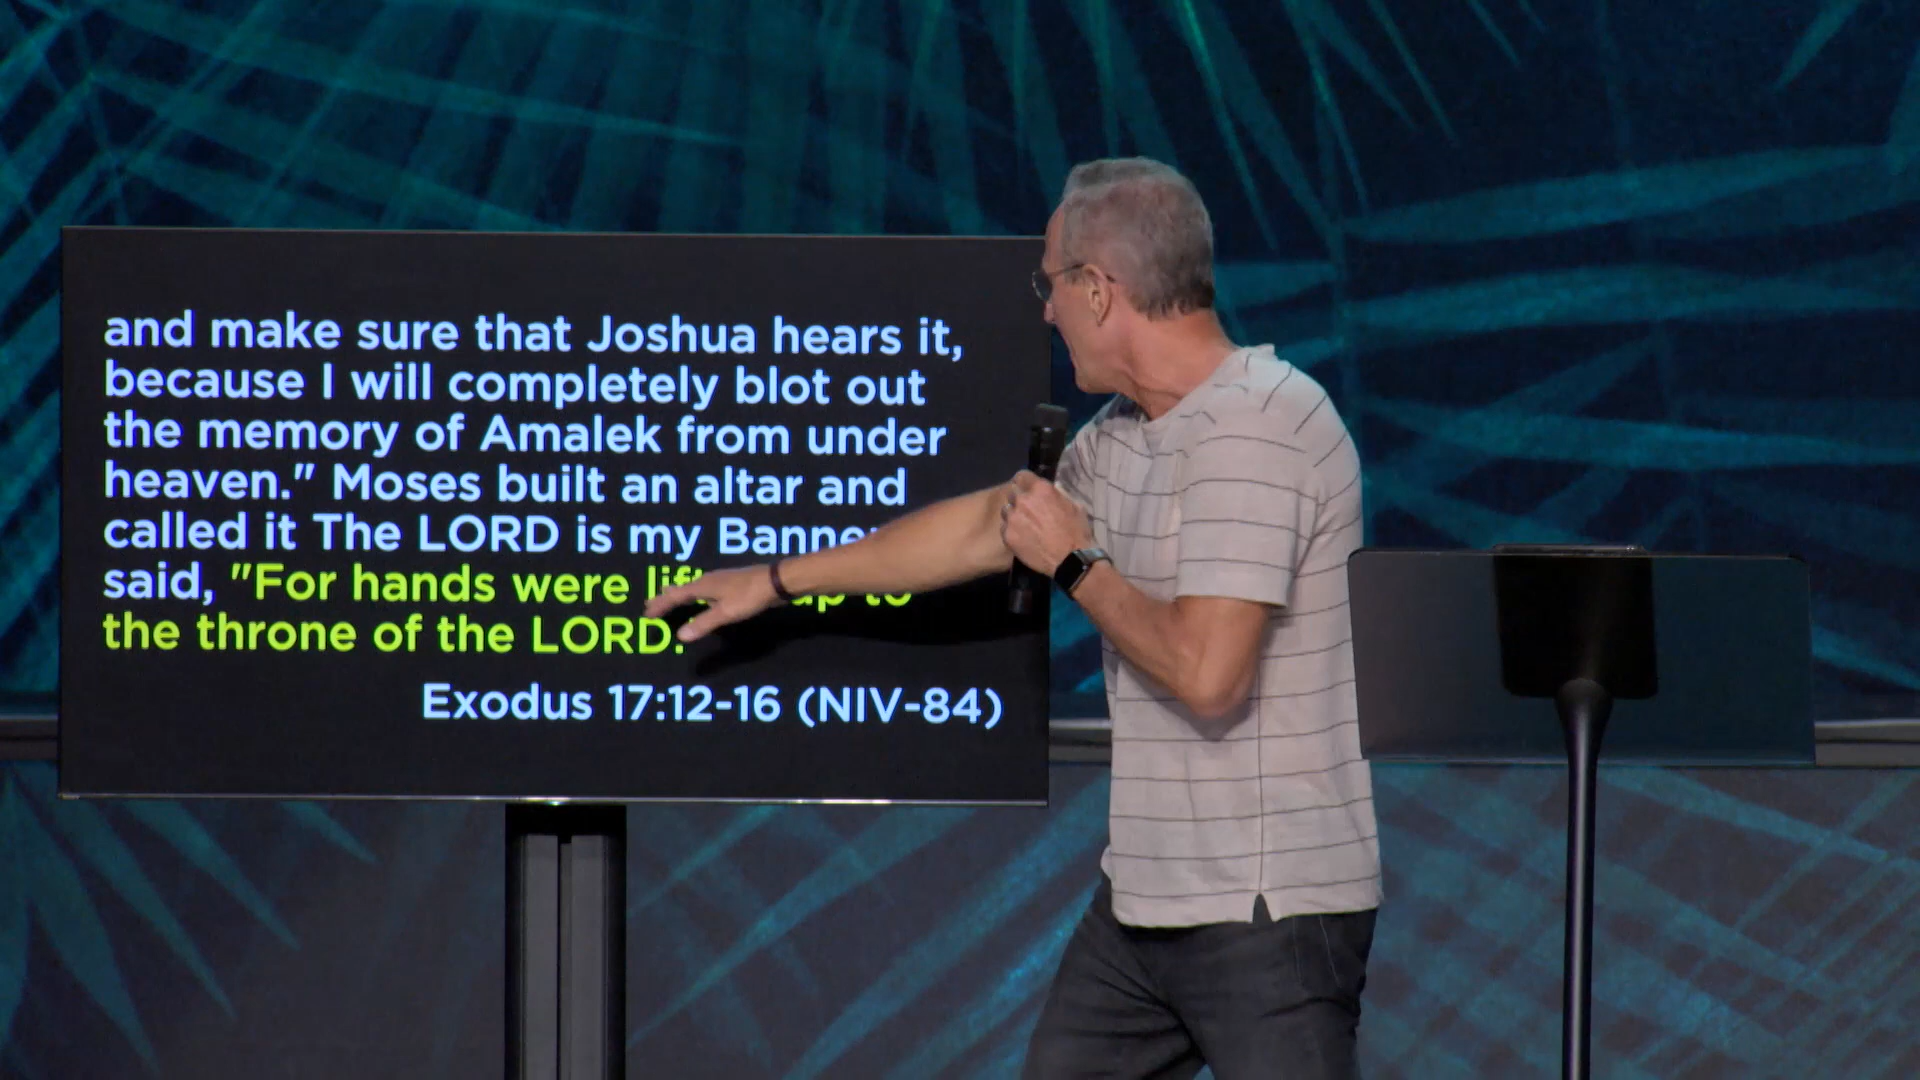 and make sure that Joshua hears it,
because I will completely blot out
the memory of Amalek from under
heaven." Moses built an altar and
called it The LORD is my
said, "For hands were up to
the throne of the LORD."
Exodus 17:12-16 (NIV-84)